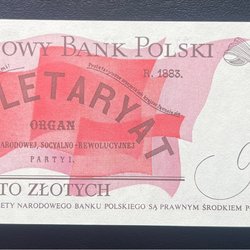 OWY BANK POLSKI
R. 1883.
LETARYAT
ORGAN
ARODOWEJ, SOCYALNO-REWOLUCYJNEJ
PARTYI.
TO ZŁOTYCH
ETY NARODOWEGO BANKU POLSKIEGO SĄ PRAWNYM ŚRODKIEM P